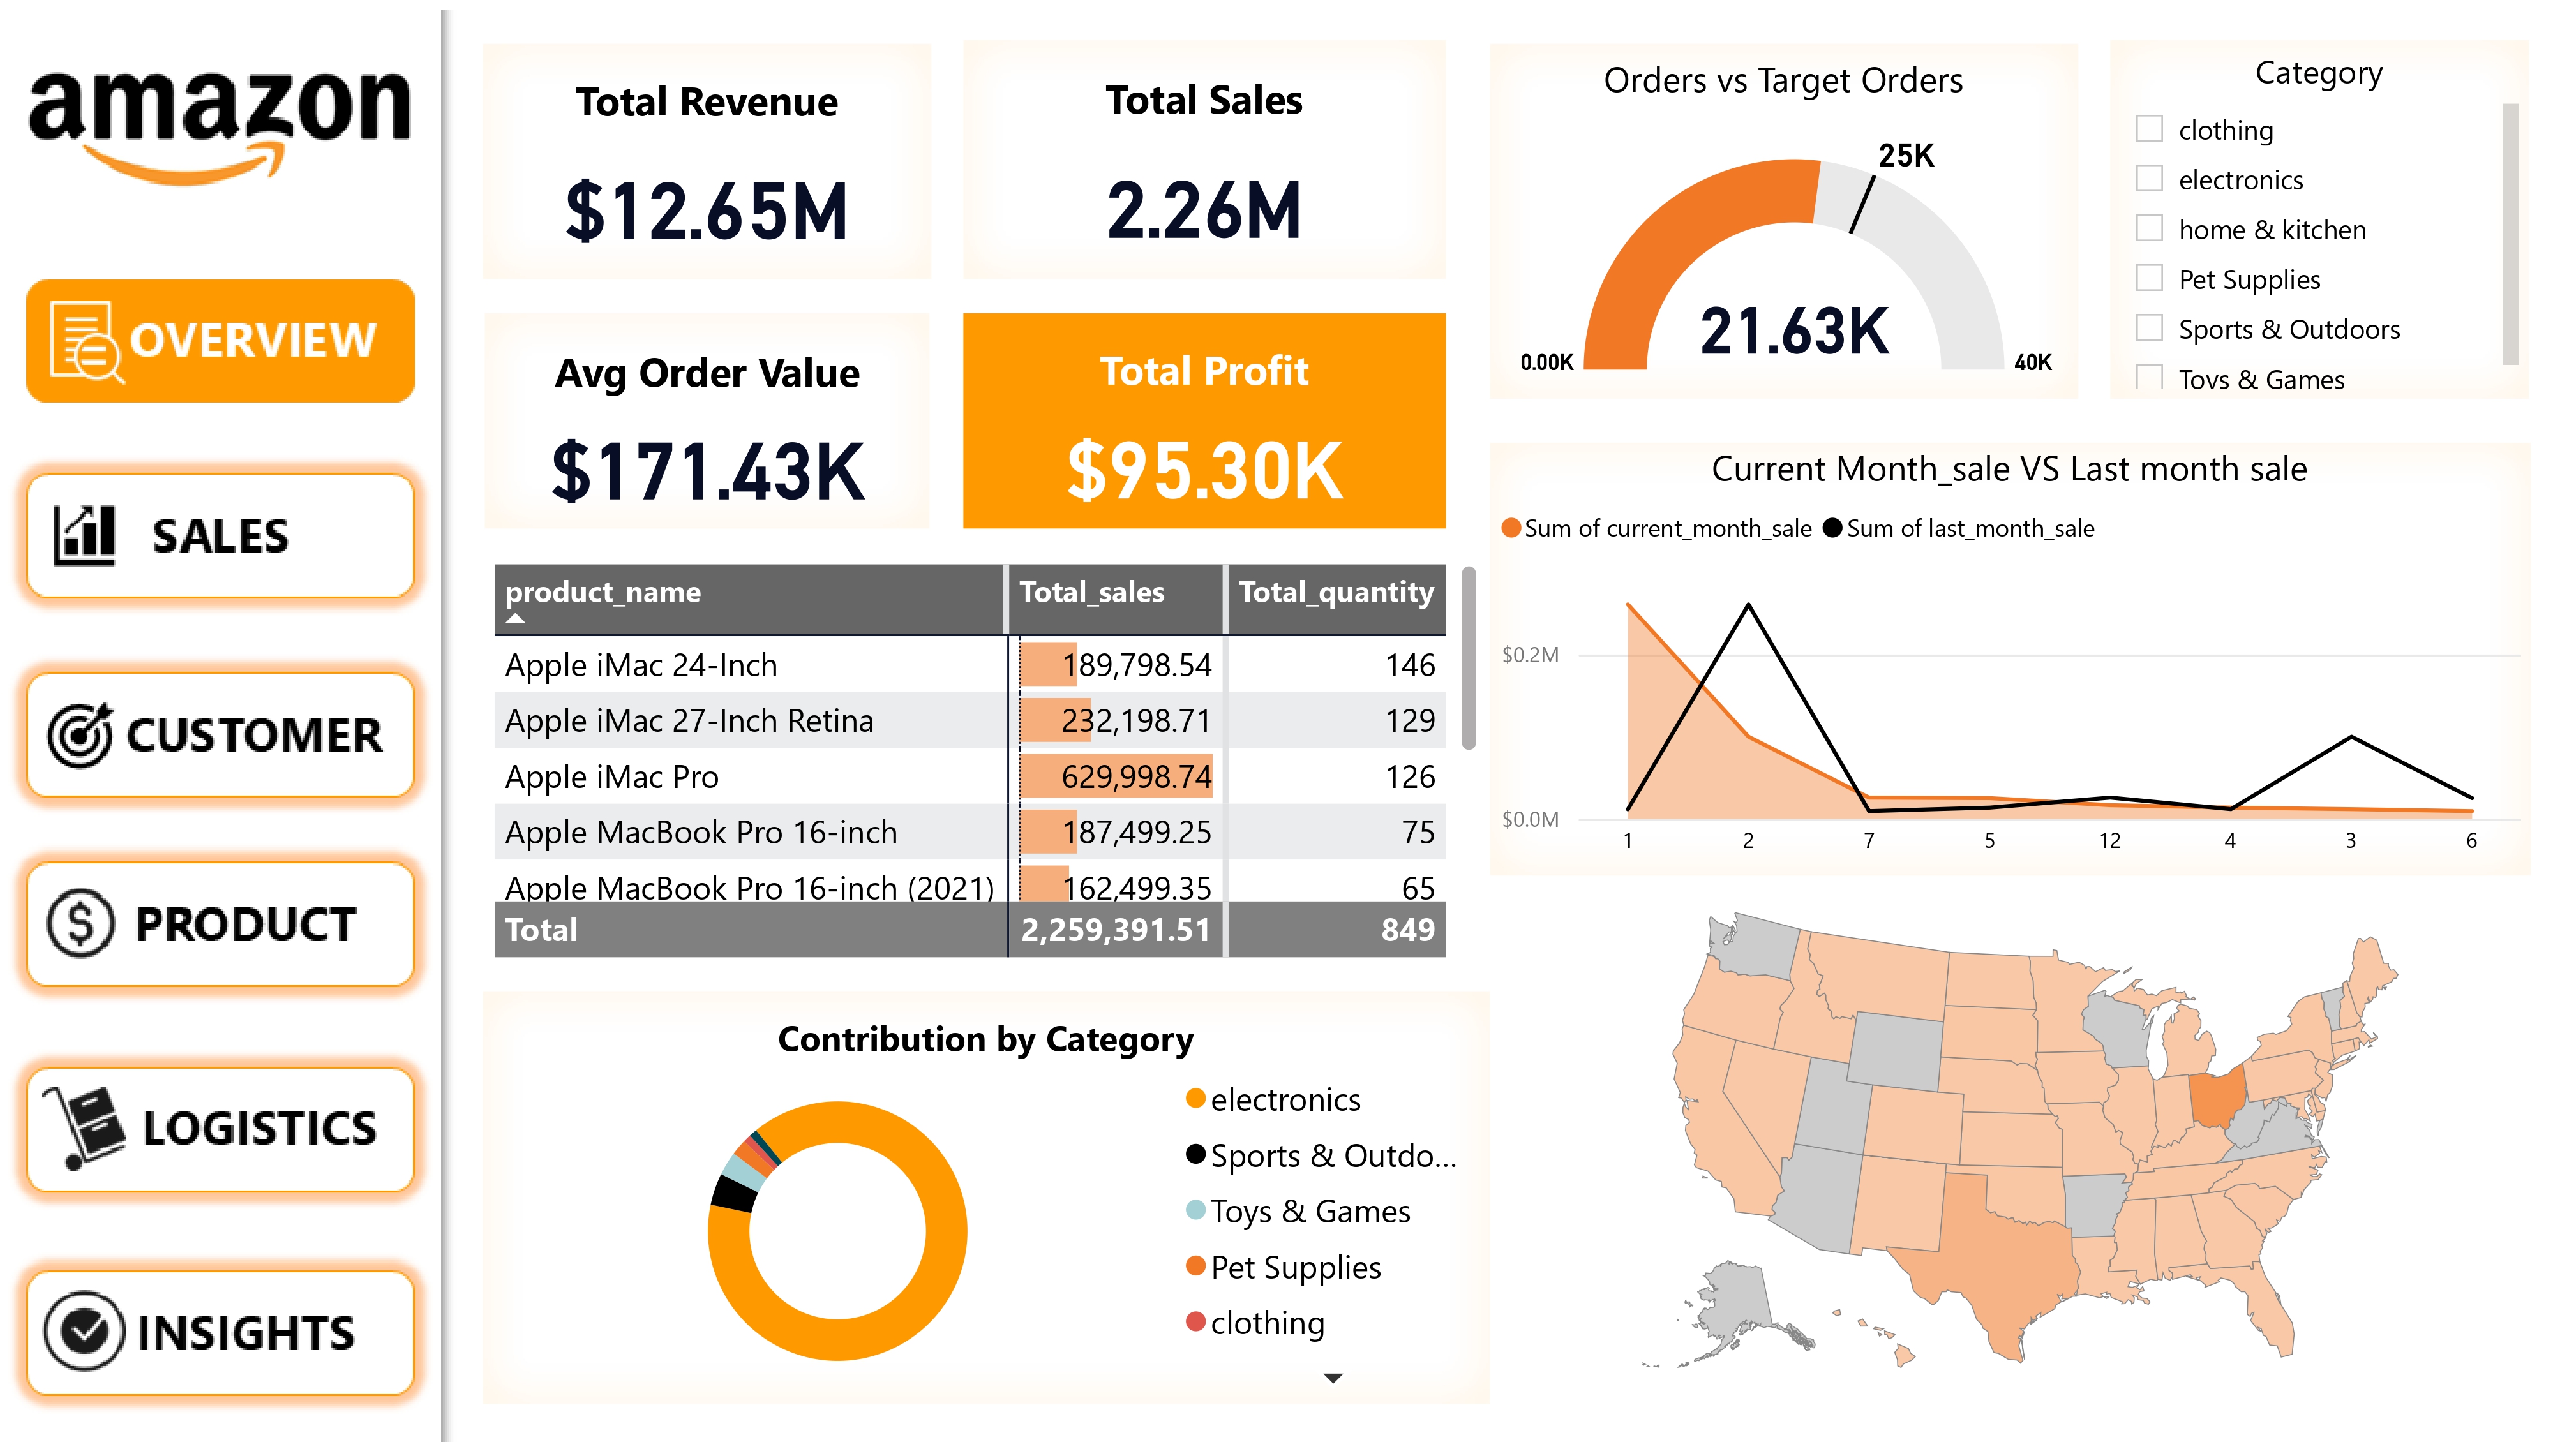 amazon
OVERVIEW
SALES
CUSTOMER
PRODUCT
LOGISTICS
INSIGHTS
Total Revenue
$12.65M
Total Sales
2.26M
Avg Order Value
$171.43K
Total Profit
$95.30K
Orders vs Target Orders
25K
21.63K
0.00K
40K
Category
clothing
electronics
home & kitchen
Pet Supplies
Sports & Outdoors
Toys & Games
product_name Total_sales Total_quantity
Apple iMac 24-Inch 189,798.54 146
Apple iMac 27-Inch Retina 232,198.71 129
Apple iMac Pro 629,998.74 126
Apple MacBook Pro 16-inch 187,499.25 75
Apple MacBook Pro 16-inch (2021) 162,499.35 65
Total 2,259,391.51 849
Current Month_sale VS Last month sale
Sum of current_month_sale Sum of last_month_sale
$0.2M
$0.0M
1 2 7 5 12 4 3 6
Contribution by Category
electronics
Sports & Outdo...
Toys & Games
Pet Supplies
clothing